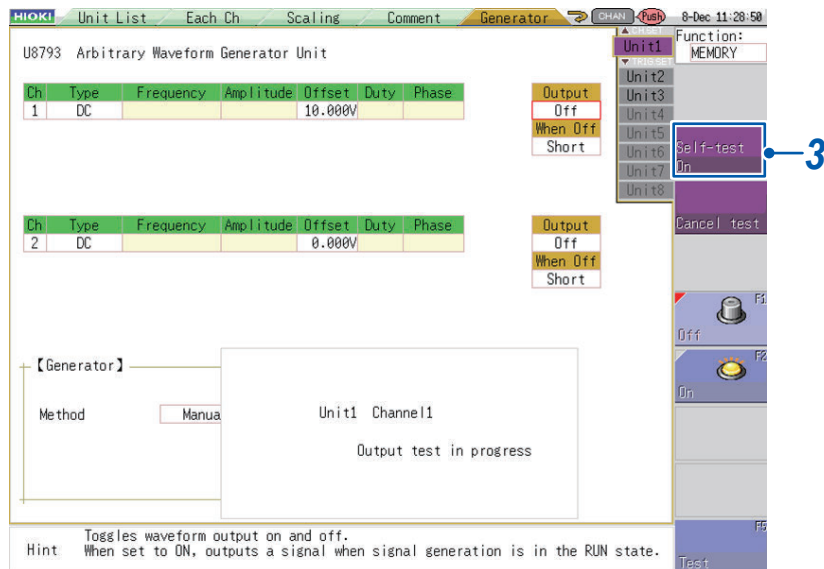 HIOKI Unit List Each Ch Scaling Comment Generator CHAN Push 8-Dec 11:28:50
Function:
MEMORY
U8793 Arbitrary Waveform Generator Unit
▲ CH SET
Unit1
▼ TRIG SET
Unit2
Unit3
Unit4
Unit5
Unit6
Unit7
Unit8
Ch Type Frequency Amplitude Offset Duty Phase
1 DC 10.000V
Output
Off
When Off
Short
Self-test
On
3
Cancel test
Ch Type Frequency Amplitude Offset Duty Phase
2 DC 0.000V
Output
Off
When Off
Short
F1
Off
F2
On
【Generator】
Method Manua
Unit1 Channel1
Output test in progress
F5
Test
Hint Toggles waveform output on and off.
When set to ON, outputs a signal when signal generation is in the RUN state.